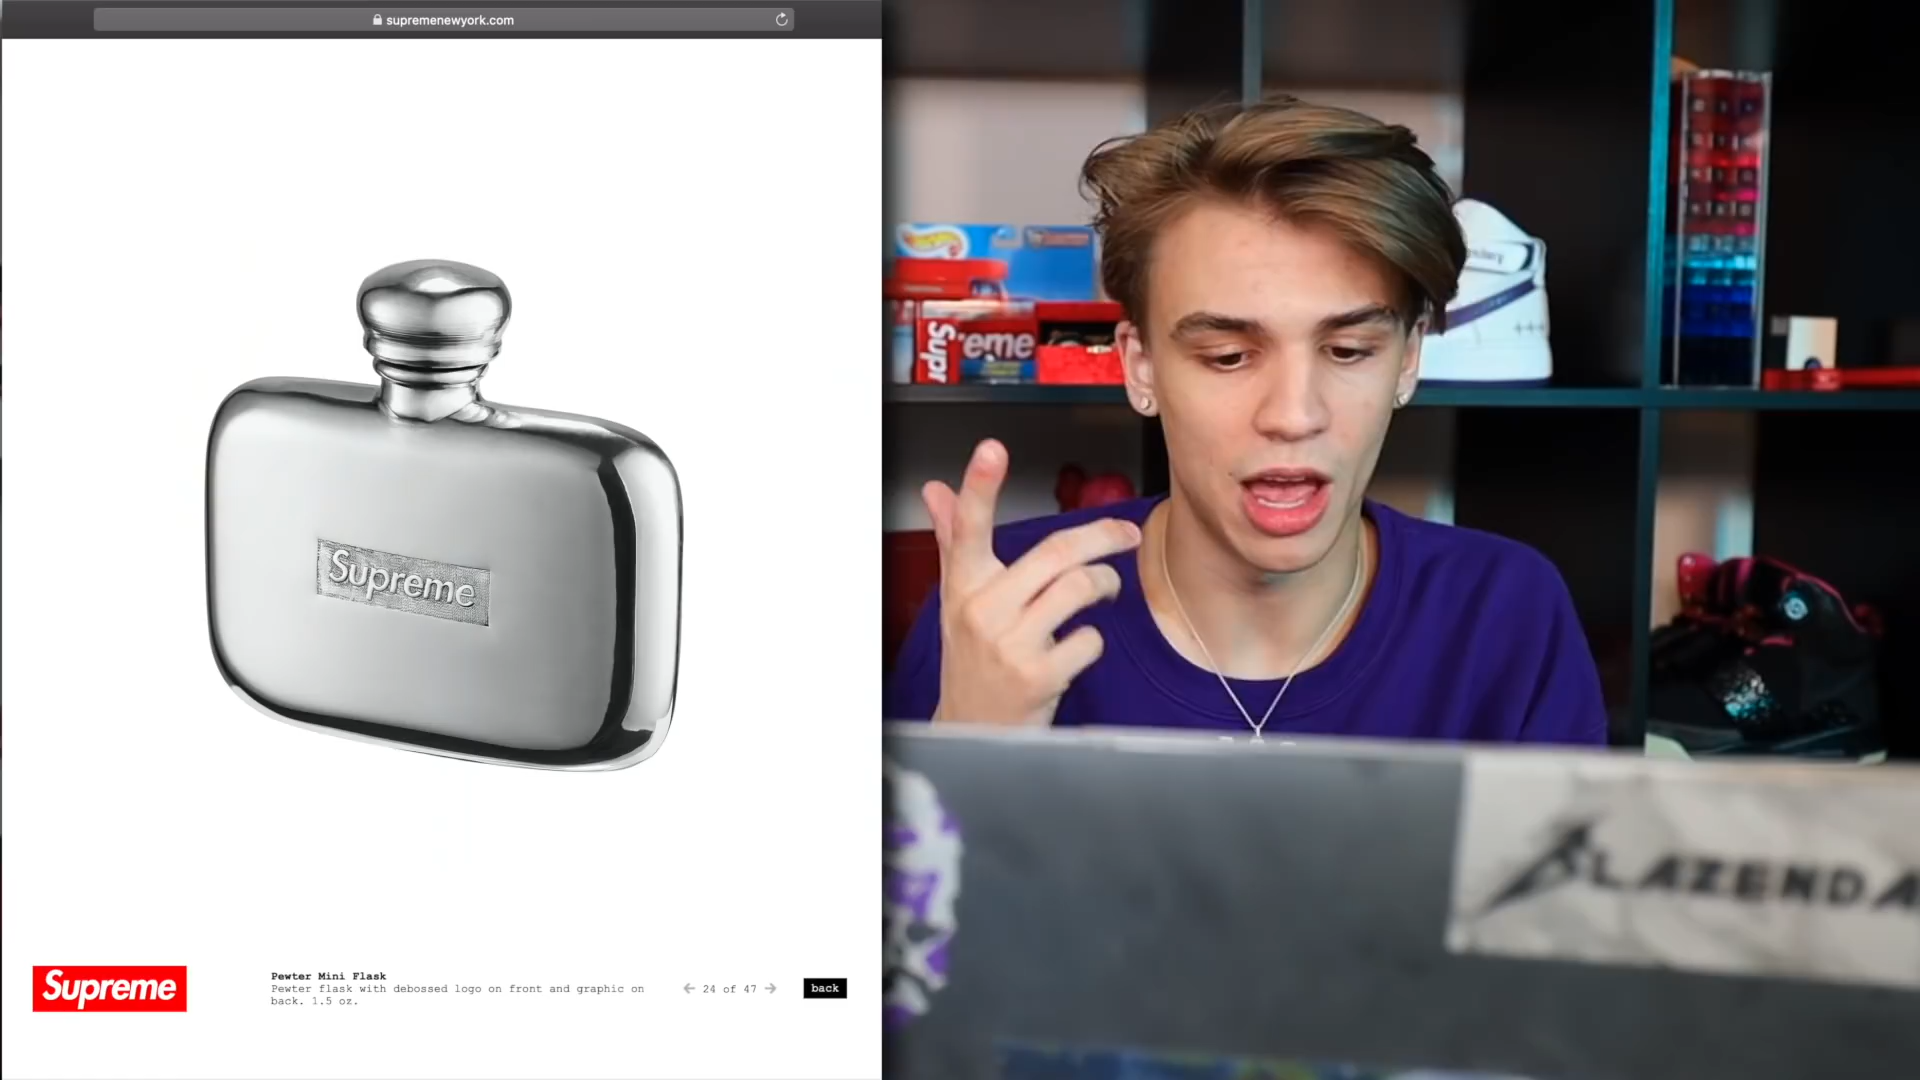 supremenewyork.com
Supreme
Supreme
Pewter Mini Flask
Pewter flask with debossed logo on front and graphic on
back. 1.5 oz.
24 of 47
back
Supr
eme
LAZENDA